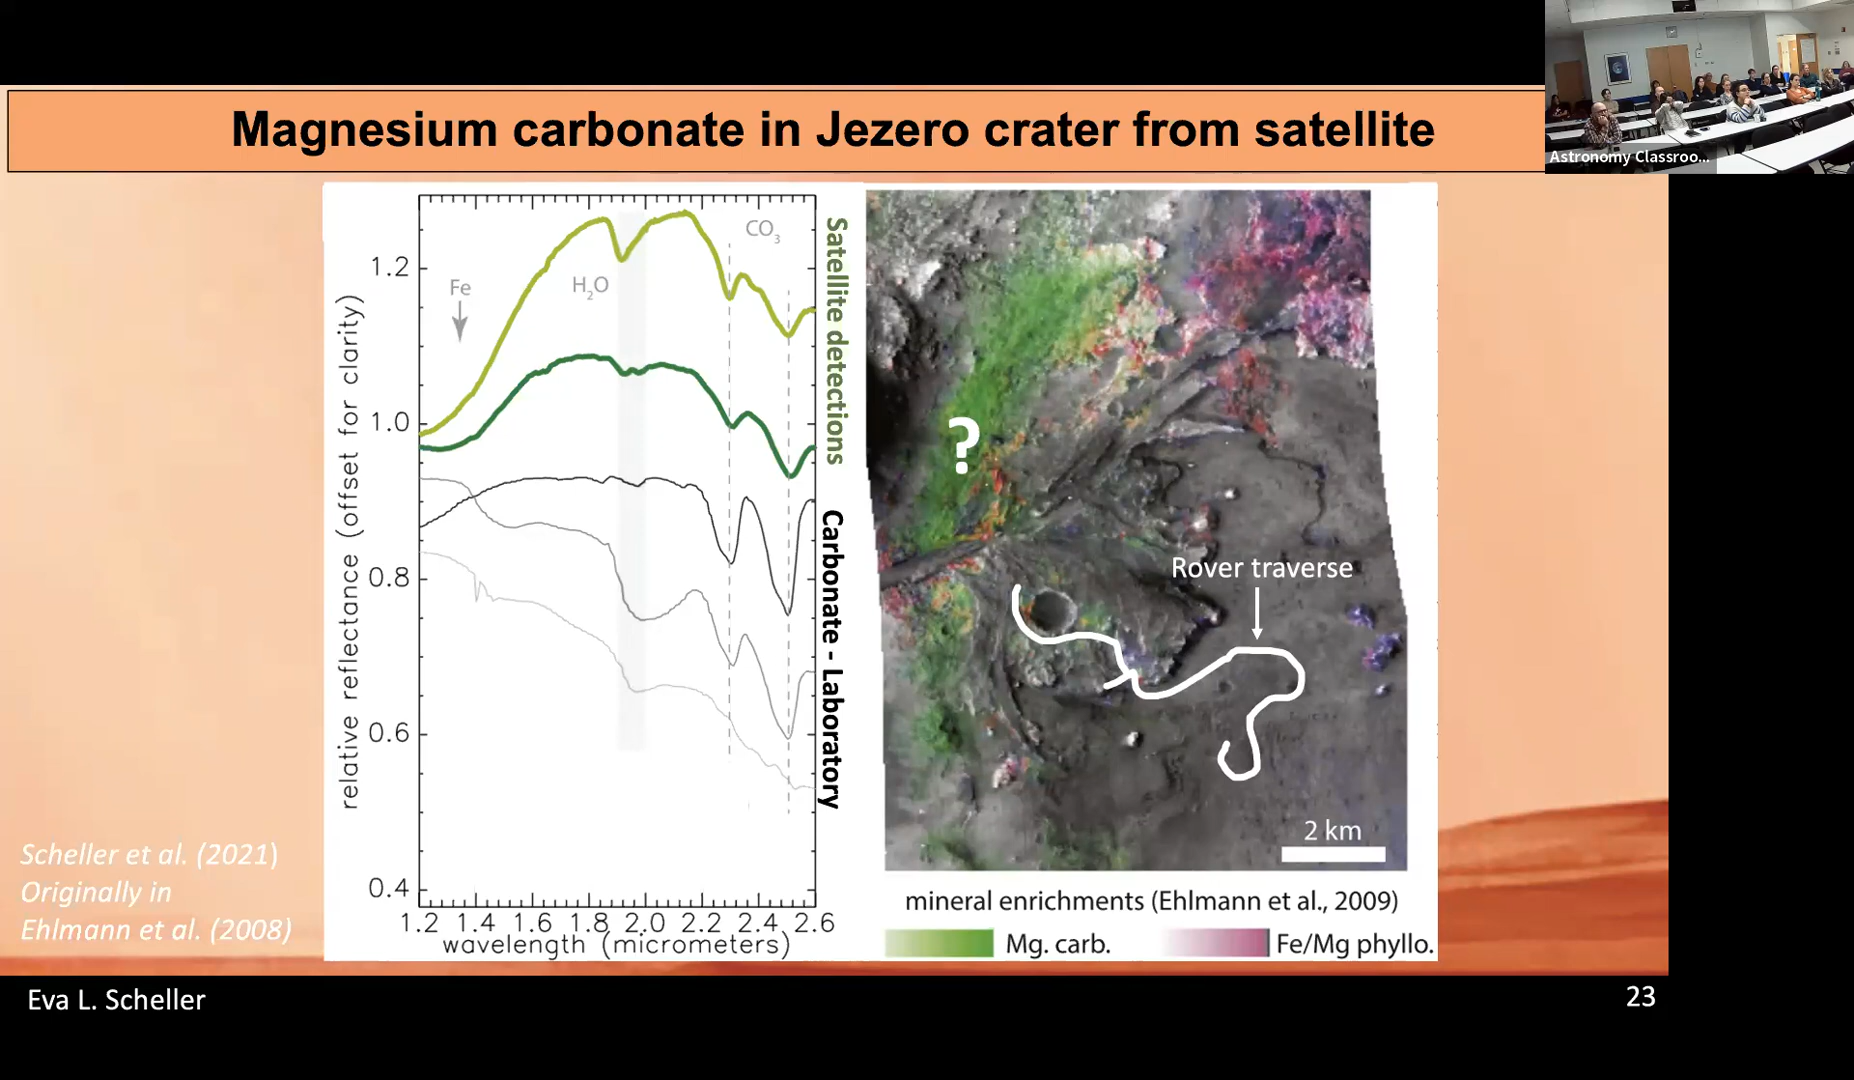 Magnesium carbonate in Jezero crater from satellite
Astronomy Classroo...
relative reflectance (offset for clarity)
1.2
1.0
0.8
0.6
0.4
Fe
H₂O
CO₃
1.2 1.4 1.6 1.8 2.0 2.2 2.4 2.6
wavelength (micrometers)
Satellite detections
Carbonate - Laboratory
?
Rover traverse
2 km
mineral enrichments (Ehlmann et al., 2009)
Mg. carb.
Fe/Mg phyllo.
Scheller et al. (2021)
Originally in
Ehlmann et al. (2008)
Eva L. Scheller
23